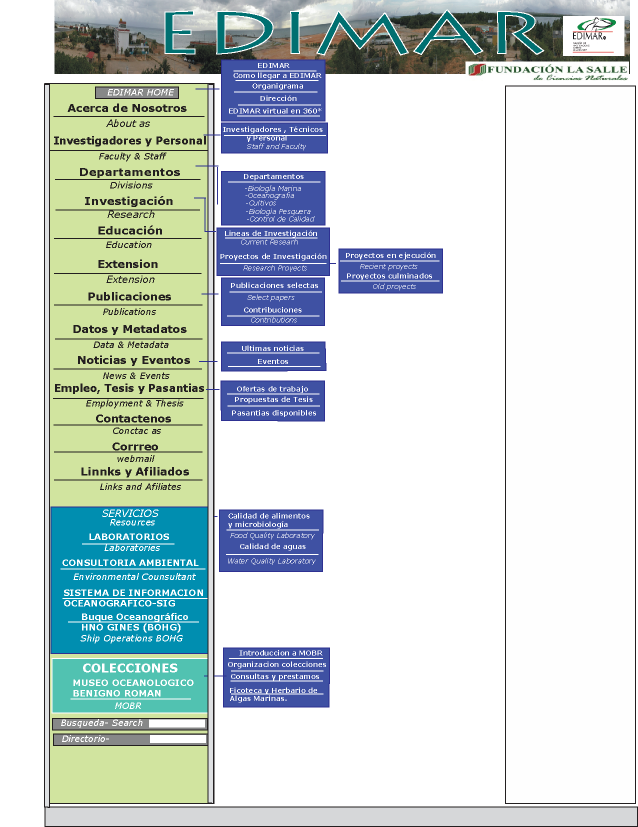 EDIMAR
EDIMAR
FUNDACIÓN LA SALLE
de Ciencias Naturales
EDIMAR HOME
Acerca de Nosotros
About as
Investigadores y Personal
Faculty & Staff
Departamentos
Divisions
Investigación
Research
Educación
Education
Extension
Extension
Publicaciones
Publications
Datos y Metadatos
Data & Metadata
Noticias y Eventos
News & Events
Empleo, Tesis y Pasantias
Employment & Thesis
Contactenos
Conctac as
Corrreo
webmail
Linnks y Afiliados
Links and Afiliates
SERVICIOS
Resources
LABORATORIOS
Laboratories
CONSULTORIA AMBIENTAL
Environmental Counsultant
SISTEMA DE INFORMACION
OCEANOGRAFICO-SIG
Buque Oceanográfico
HNO GINES (BOHG)
Ship Operations BOHG
COLECCIONES
MUSEO OCEANOLOGICO
BENIGNO ROMAN
MOBR
Busqueda- Search
Directorio-
EDIMAR
Como llegar a EDIMAR
Organigrama
Dirección
EDIMAR virtual en 360°
Investigadores , Técnicos
y Personal
Staff and Faculty
Departamentos
-Biología Marina
-Oceanografía
-Cultivos
-Biologia Pesquera
-Control de Calidad
Lineas de Investigación
Current Researh
Proyectos de Investigación
Research Proyects
Proyectos en ejecución
Recient proyects
Proyectos culminados
Old proyects
Publicaciones selectas
Select papers
Contribuciones
Contributions
Ultimas noticias
Eventos
Ofertas de trabajo
Propuestas de Tesis
Pasantías disponibles
Calidad de alimentos
y microbiología
Food Quality Laboratory
Calidad de aguas
Water Quality Laboratory
Introduccion a MOBR
Organizacion colecciones
Consultas y prestamos
Ficoteca y Herbario de
Algas Marinas.